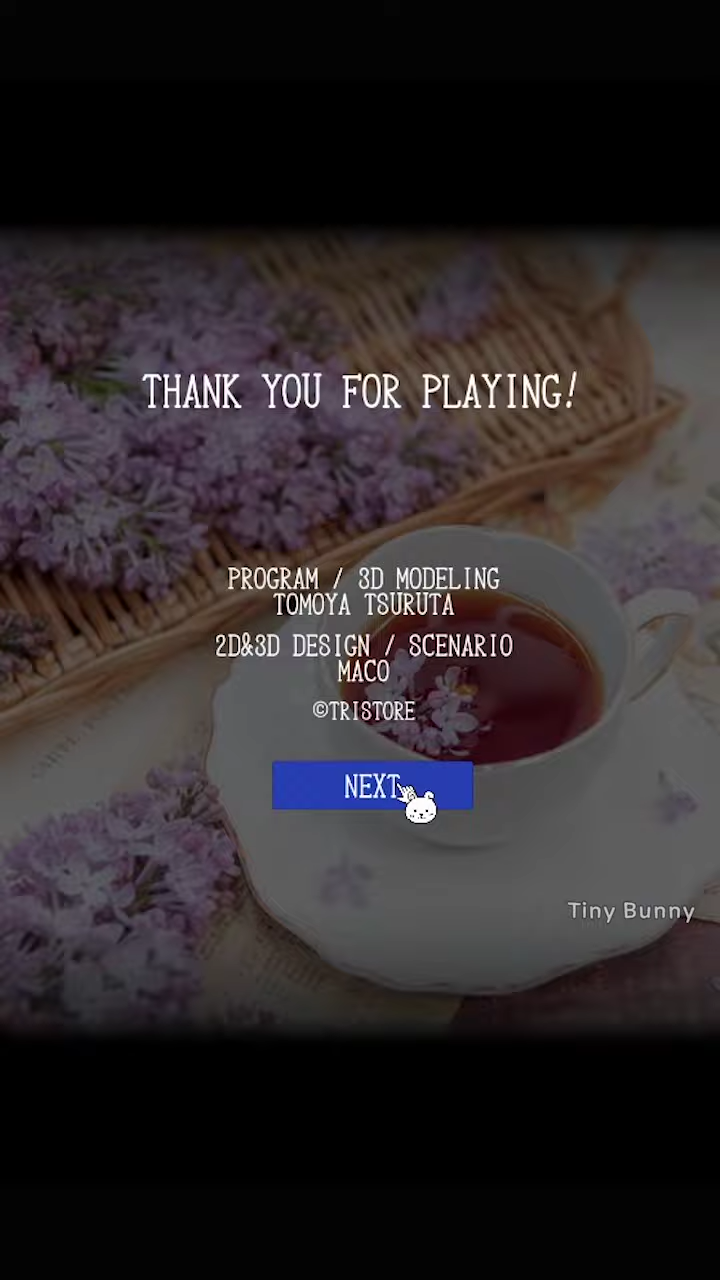 THANK YOU FOR PLAYING!
PROGRAM / 3D MODELING
TOMOYA TSURUTA
2D&3D DESIGN / SCENARIO
MACO
©TRISTORE
NEXT
Tiny Bunny